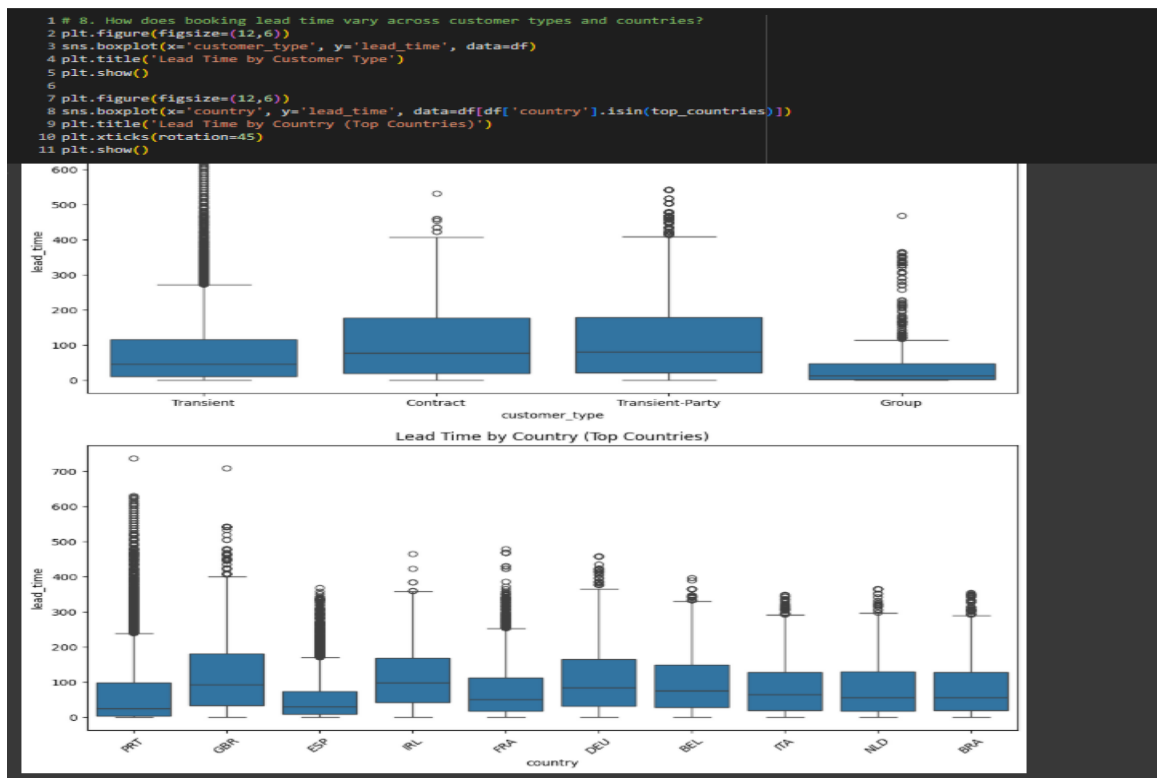 1 # 8. How does booking lead time vary across customer types and countries?
2 plt.figure(figsize=(12,6))
3 sns.boxplot(x='customer_type', y='lead_time', data=df)
4 plt.title('Lead Time by Customer Type')
5 plt.show()
6
7 plt.figure(figsize=(12,6))
8 sns.boxplot(x='country', y='lead_time', data=df[df['country'].isin(top_countries)])
9 plt.title('Lead Time by Country (Top Countries)')
10 plt.xticks(rotation=45)
11 plt.show()
600
500
400
300
200
100
0
lead_time
Transient Contract Transient-Party Group
customer_type
Lead Time by Country (Top Countries)
700
600
500
400
300
200
100
0
lead_time
PRT GBR ESP IRL FRA DEU BEL ITA NLD BRA
country